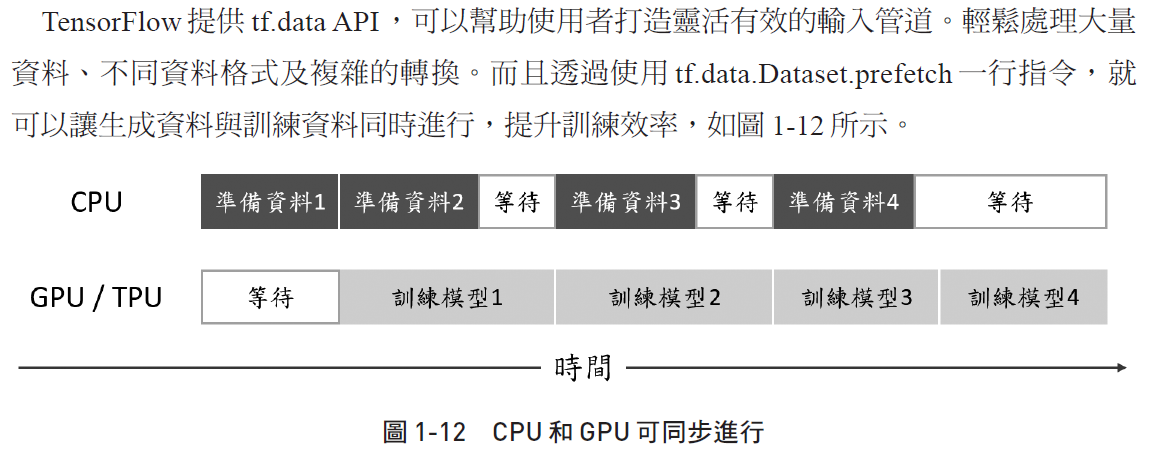 TensorFlow 提供 tf.data API，可以幫助使用者打造靈活有效的輸入管道。輕鬆處理大量
資料、不同資料格式及複雜的轉換。而且透過使用 tf.data.Dataset.prefetch 一行指令，就
可以讓生成資料與訓練資料同時進行，提升訓練效率，如圖 1-12 所示。
CPU 準備資料1 準備資料2 等待 準備資料3 等待 準備資料4 等待
GPU / TPU 等待 訓練模型1 訓練模型2 訓練模型3 訓練模型4
時間
圖 1-12 CPU 和 GPU 可同步進行